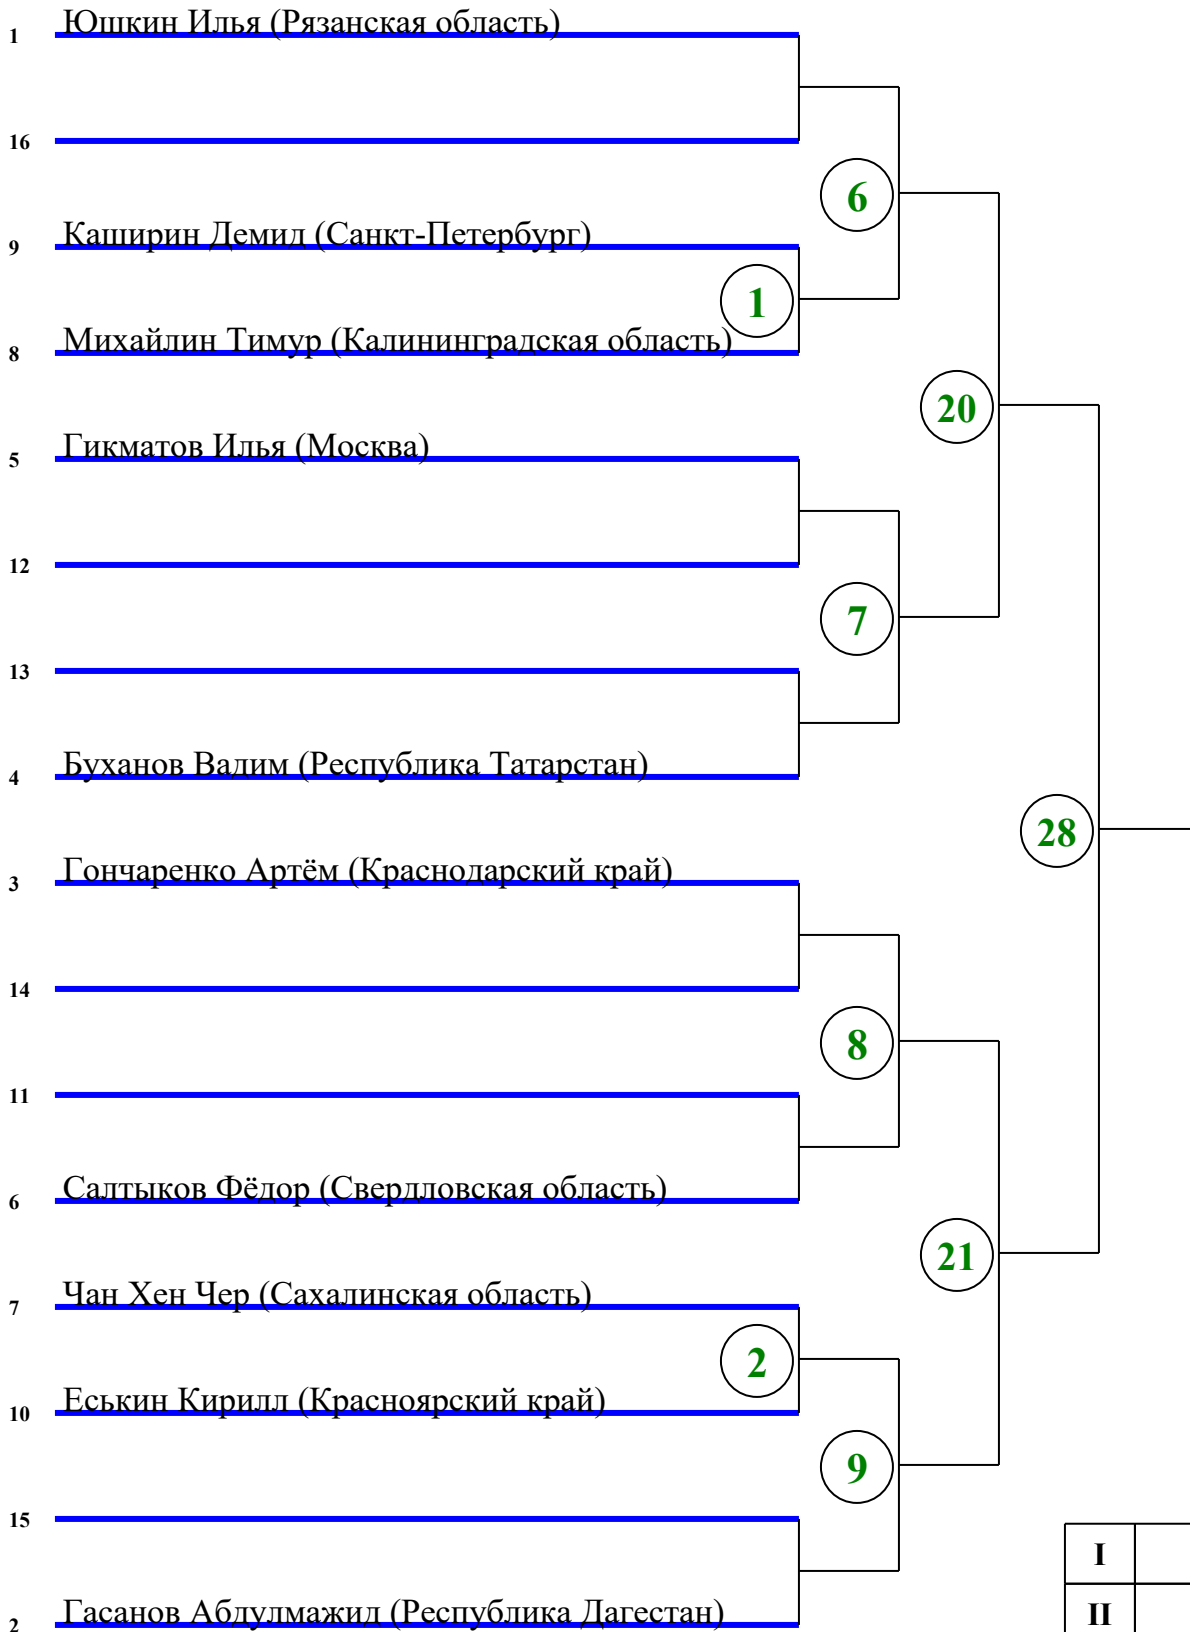 1 Юшкин Илья (Рязанская область)
16
6
9 Каширин Демид (Санкт-Петербург)
1
8 Михайлин Тимур (Калининградская область)
20
5 Гикматов Илья (Москва)
12
7
13
4 Буханов Вадим (Республика Татарстан)
28
3 Гончаренко Артём (Краснодарский край)
14
8
11
6 Салтыков Фёдор (Свердловская область)
21
7 Чан Хен Чер (Сахалинская область)
2
10 Еськин Кирилл (Красноярский край)
9
15
I
2 Гасанов Абдулмажид (Республика Дагестан)
II